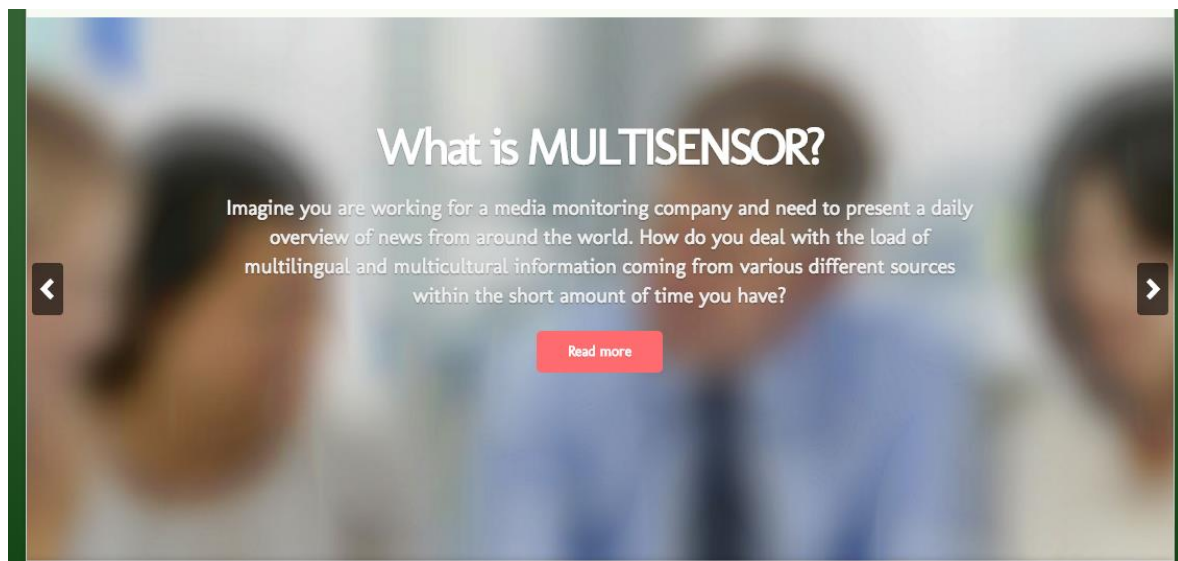 What is MULTISENSOR?
Imagine you are working for a media monitoring company and need to present a daily
overview of news from around the world. How do you deal with the load of
multilingual and multicultural information coming from various different sources
within the short amount of time you have?
Read more